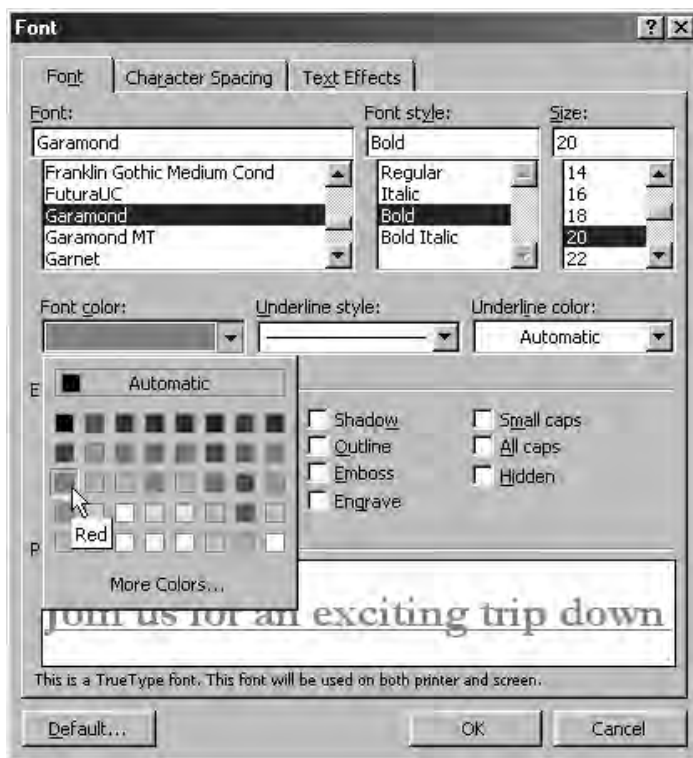 Font
Font Character Spacing Text Effects
Font: Font style: Size:
Garamond Bold 20
Franklin Gothic Medium Cond Regular 14
FuturaUC Italic 16
Garamond Bold 18
Garamond MT Bold Italic 20
Garnet 22
Font color: Underline style: Underline color:
Automatic
Automatic
E
Shadow Small caps
Outline All caps
Emboss Hidden
Engrave
Red
P
More Colors...
Join us for an exciting trip down
This is a TrueType font. This font will be used on both printer and screen.
Default... OK Cancel